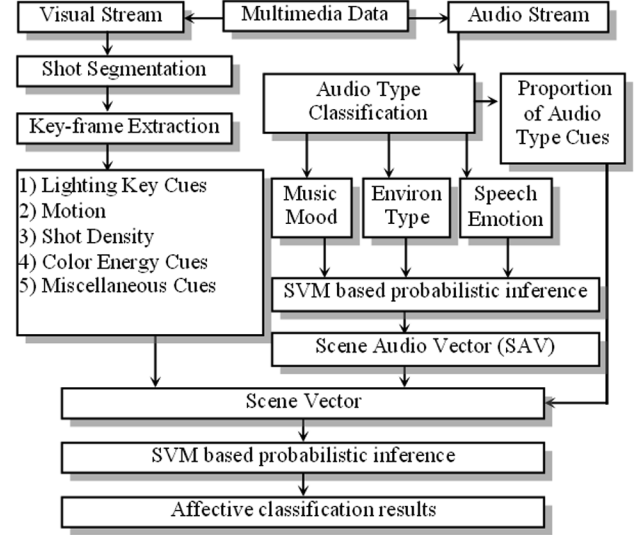 Visual Stream
Multimedia Data
Audio Stream
Shot Segmentation
Key-frame Extraction
Audio Type
Classification
Proportion
of Audio
Type Cues
1) Lighting Key Cues
2) Motion
3) Shot Density
4) Color Energy Cues
5) Miscellaneous Cues
Music
Mood
Environ
Type
Speech
Emotion
SVM based probabilistic inference
Scene Audio Vector (SAV)
Scene Vector
SVM based probabilistic inference
Affective classification results